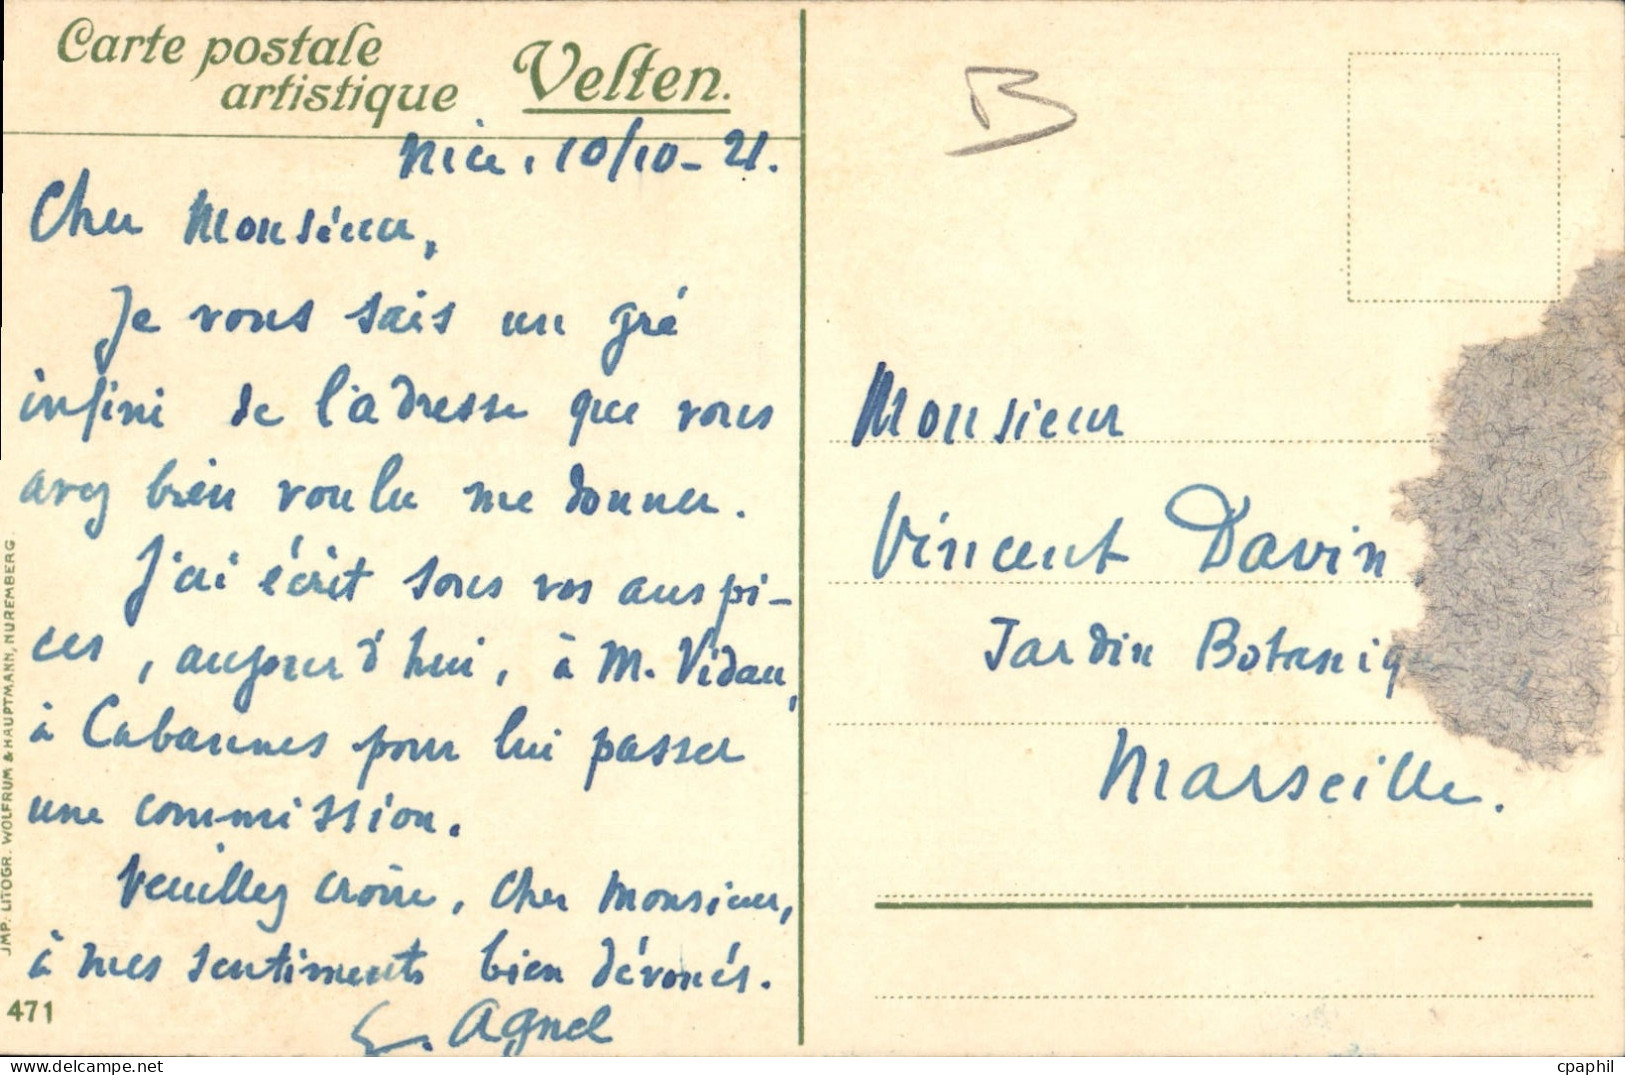 Carte postale
artistique
Velten.
Nice, 10/10-21.
Cher Monsieur,
Je vous sais un gré
infini de l'adresse que vous
avez bien voulu me donner.
J'ai écrit sous vos auspi-
ces, aujourd'hui, à M. Vidau,
à Cabannes pour lui passer
une commission.
Veuillez croire, Cher Monsieur,
à mes sentiments bien dévoués.
E. Agnel
471
JMP. LITOGR. WOLFRUM & HAUPTMANN, NUREMBERG.
B
Monsieur
Vincent Davin
Jardin Botaniq
Marseille.
delcampe.net
cpaphil